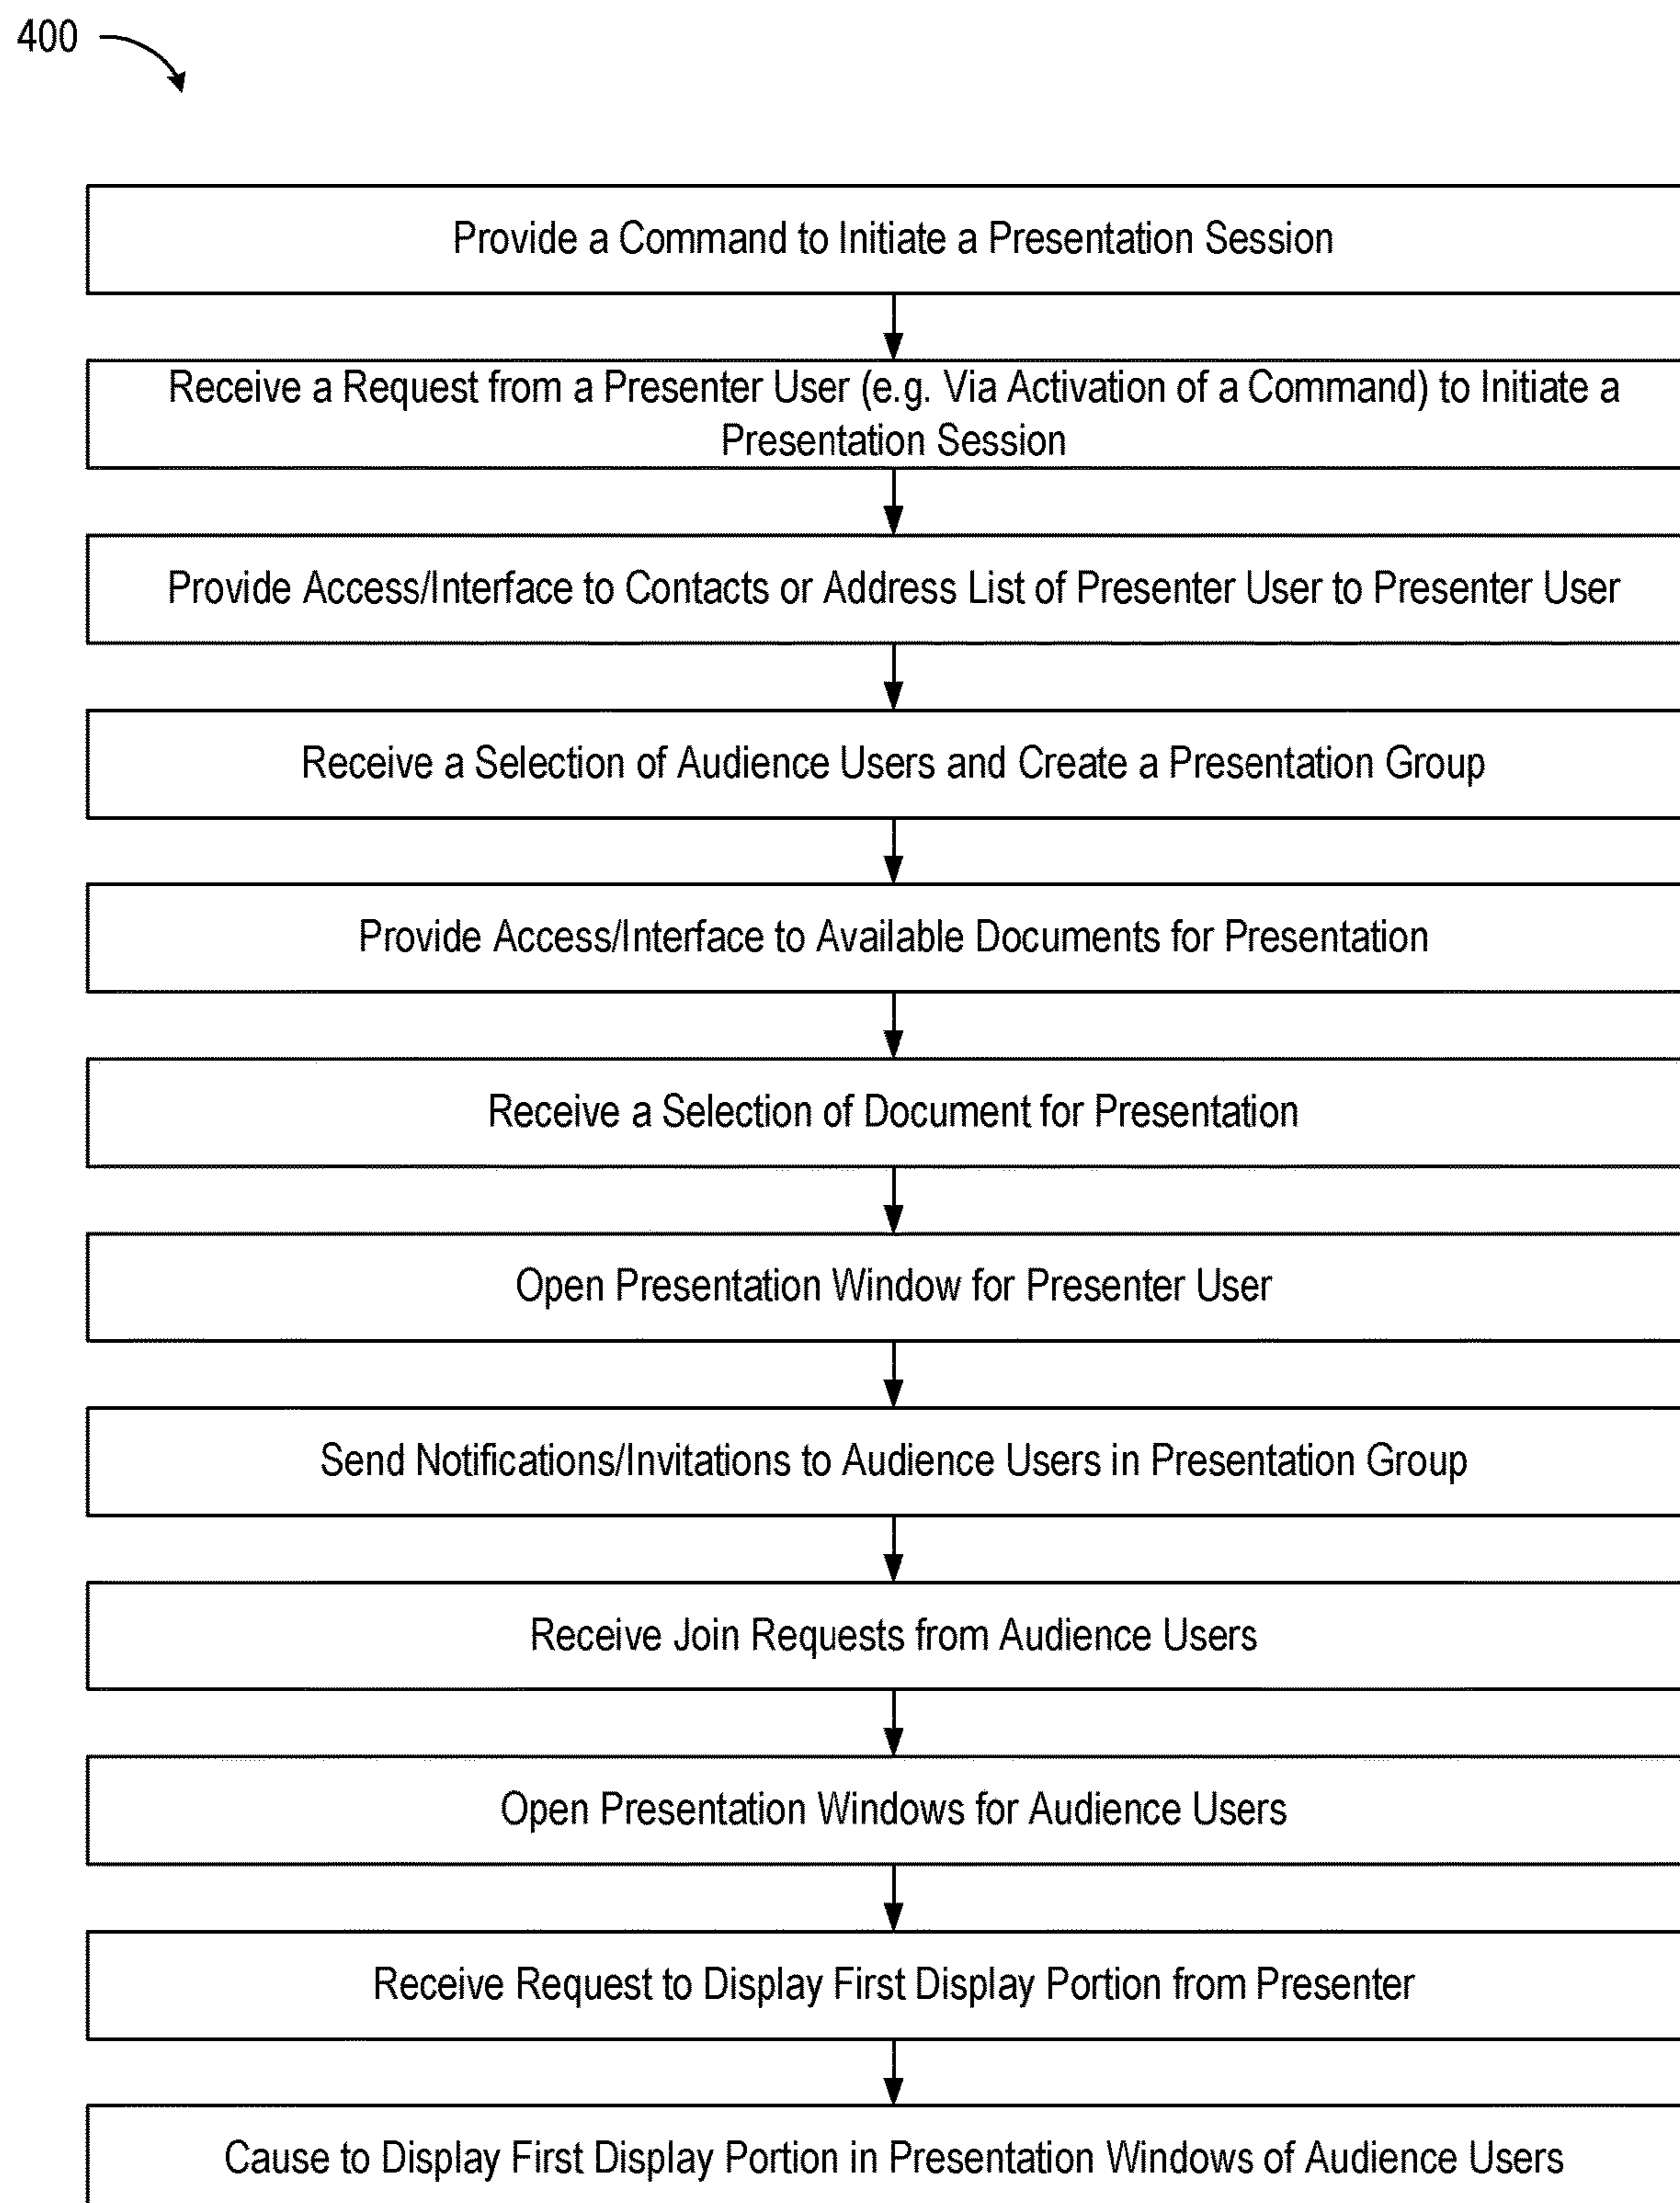 400
Provide a Command to Initiate a Presentation Session
Receive a Request from a Presenter User (e.g. Via Activation of a Command) to Initiate a
Presentation Session
Provide Access/Interface to Contacts or Address List of Presenter User to Presenter User
Receive a Selection of Audience Users and Create a Presentation Group
Provide Access/Interface to Available Documents for Presentation
Receive a Selection of Document for Presentation
Open Presentation Window for Presenter User
Send Notifications/Invitations to Audience Users in Presentation Group
Receive Join Requests from Audience Users
Open Presentation Windows for Audience Users
Receive Request to Display First Display Portion from Presenter
Cause to Display First Display Portion in Presentation Windows of Audience Users